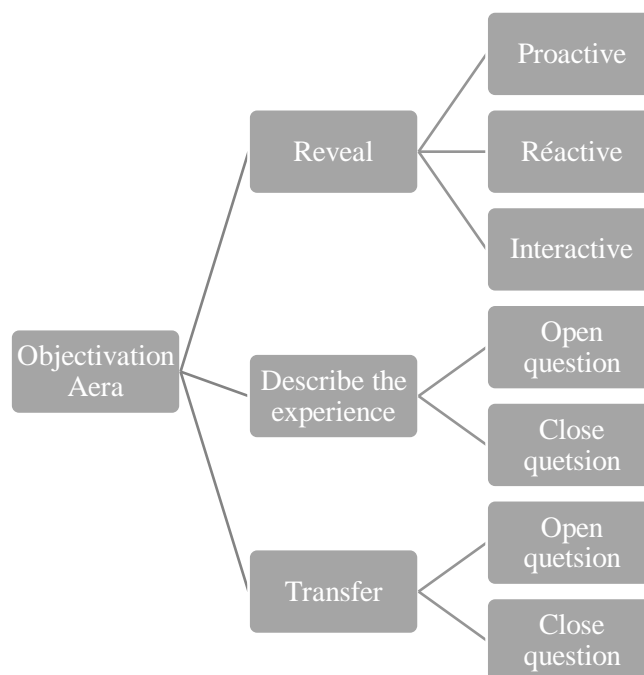 Objectivation
Aera
Reveal
Proactive
Réactive
Interactive
Describe the
experience
Open
question
Close
quetsion
Transfer
Open
quetsion
Close
question